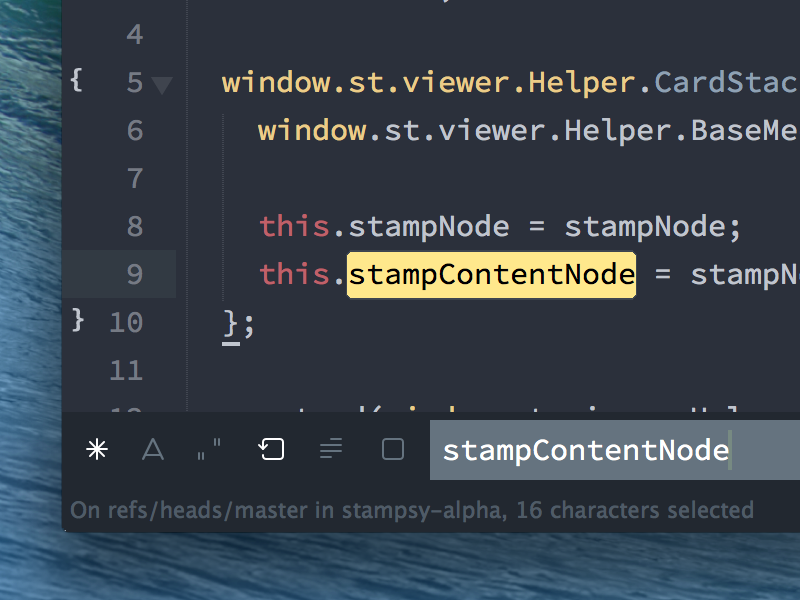 4
{ 5 window.st.viewer.Helper.CardStac
6 window.st.viewer.Helper.BaseMe
7
8 this.stampNode = stampNode;
9 this.stampContentNode = stampN
} 10 };
11
stampContentNode
On refs/heads/master in stampsy-alpha, 16 characters selected